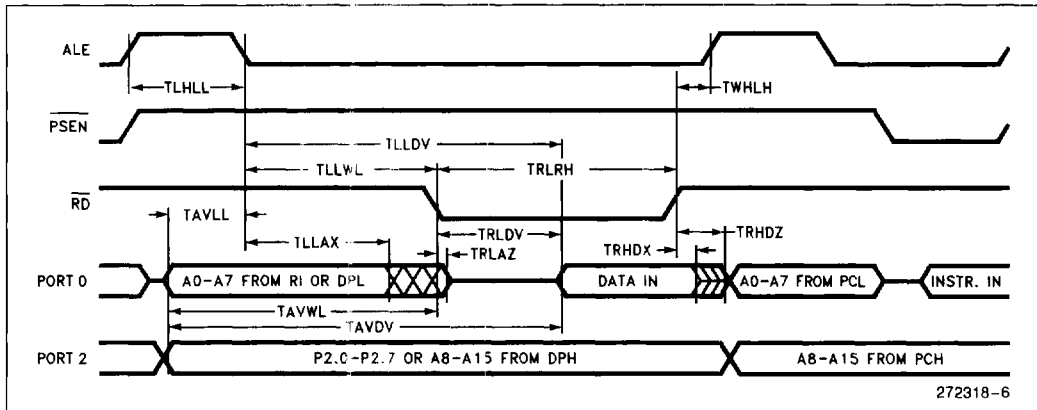 ALE
TLHLL
TWHLH
PSEN
TLLDV
TLLWL
TRLRH
RD
TAVLL
TRLDV
TRHDZ
TLLAX
TRLAZ
TRHDX
PORT 0
A0-A7 FROM RI OR DPL
DATA IN
A0-A7 FROM PCL
INSTR. IN
TAVWL
TAVDV
PORT 2
P2.0-P2.7 OR A8-A15 FROM DPH
A8-A15 FROM PCH
272318-6